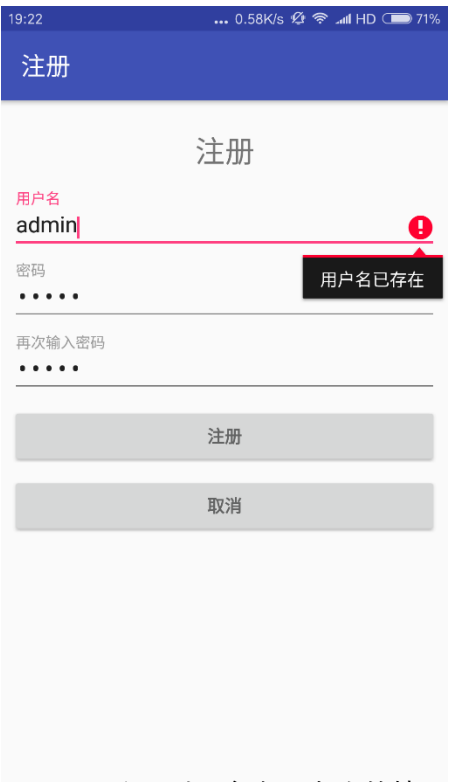 19:22 ... 0.58K/s HD 71%
注册
注册
用户名
admin
用户名已存在
密码
•••••
再次输入密码
•••••
注册
取消